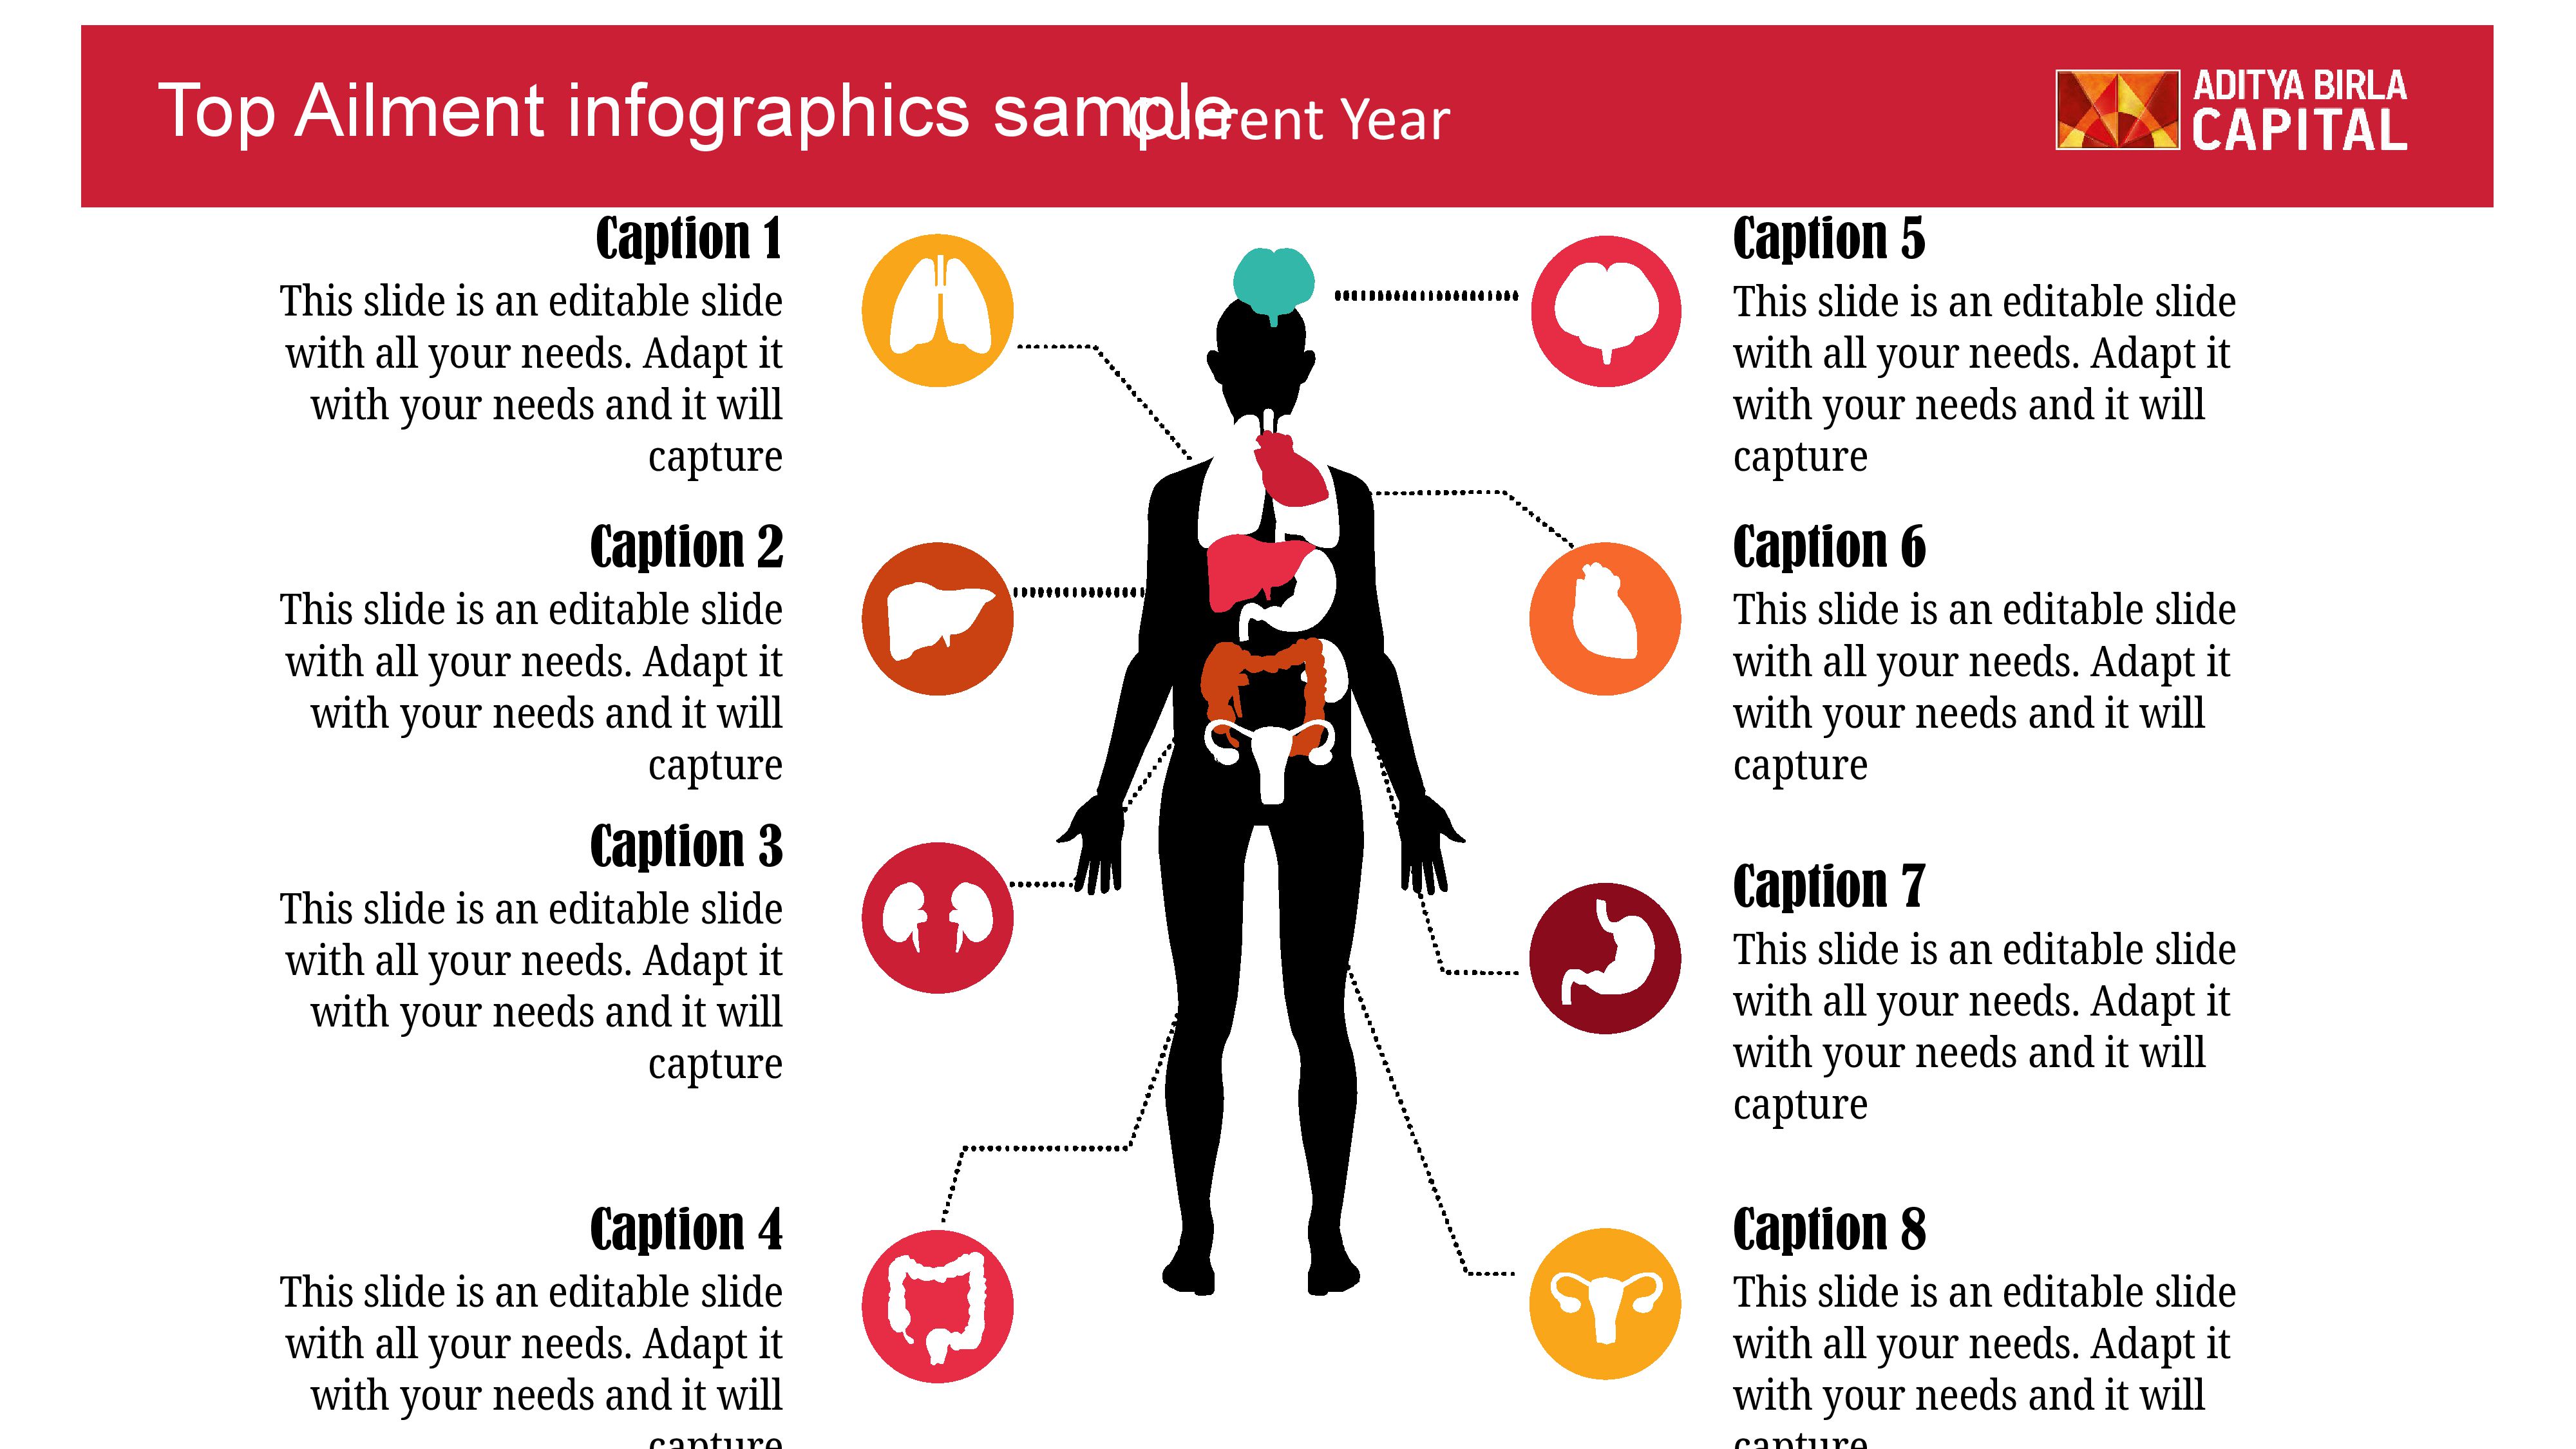 Top Ailment infographics sample
Current Year
ADITYA BIRLA
CAPITAL
Caption 1
This slide is an editable slide
with all your needs. Adapt it
with your needs and it will
capture
Caption 2
This slide is an editable slide
with all your needs. Adapt it
with your needs and it will
capture
Caption 3
This slide is an editable slide
with all your needs. Adapt it
with your needs and it will
capture
Caption 4
This slide is an editable slide
with all your needs. Adapt it
with your needs and it will
capture
Caption 5
This slide is an editable slide
with all your needs. Adapt it
with your needs and it will
capture
Caption 6
This slide is an editable slide
with all your needs. Adapt it
with your needs and it will
capture
Caption 7
This slide is an editable slide
with all your needs. Adapt it
with your needs and it will
capture
Caption 8
This slide is an editable slide
with all your needs. Adapt it
with your needs and it will
capture